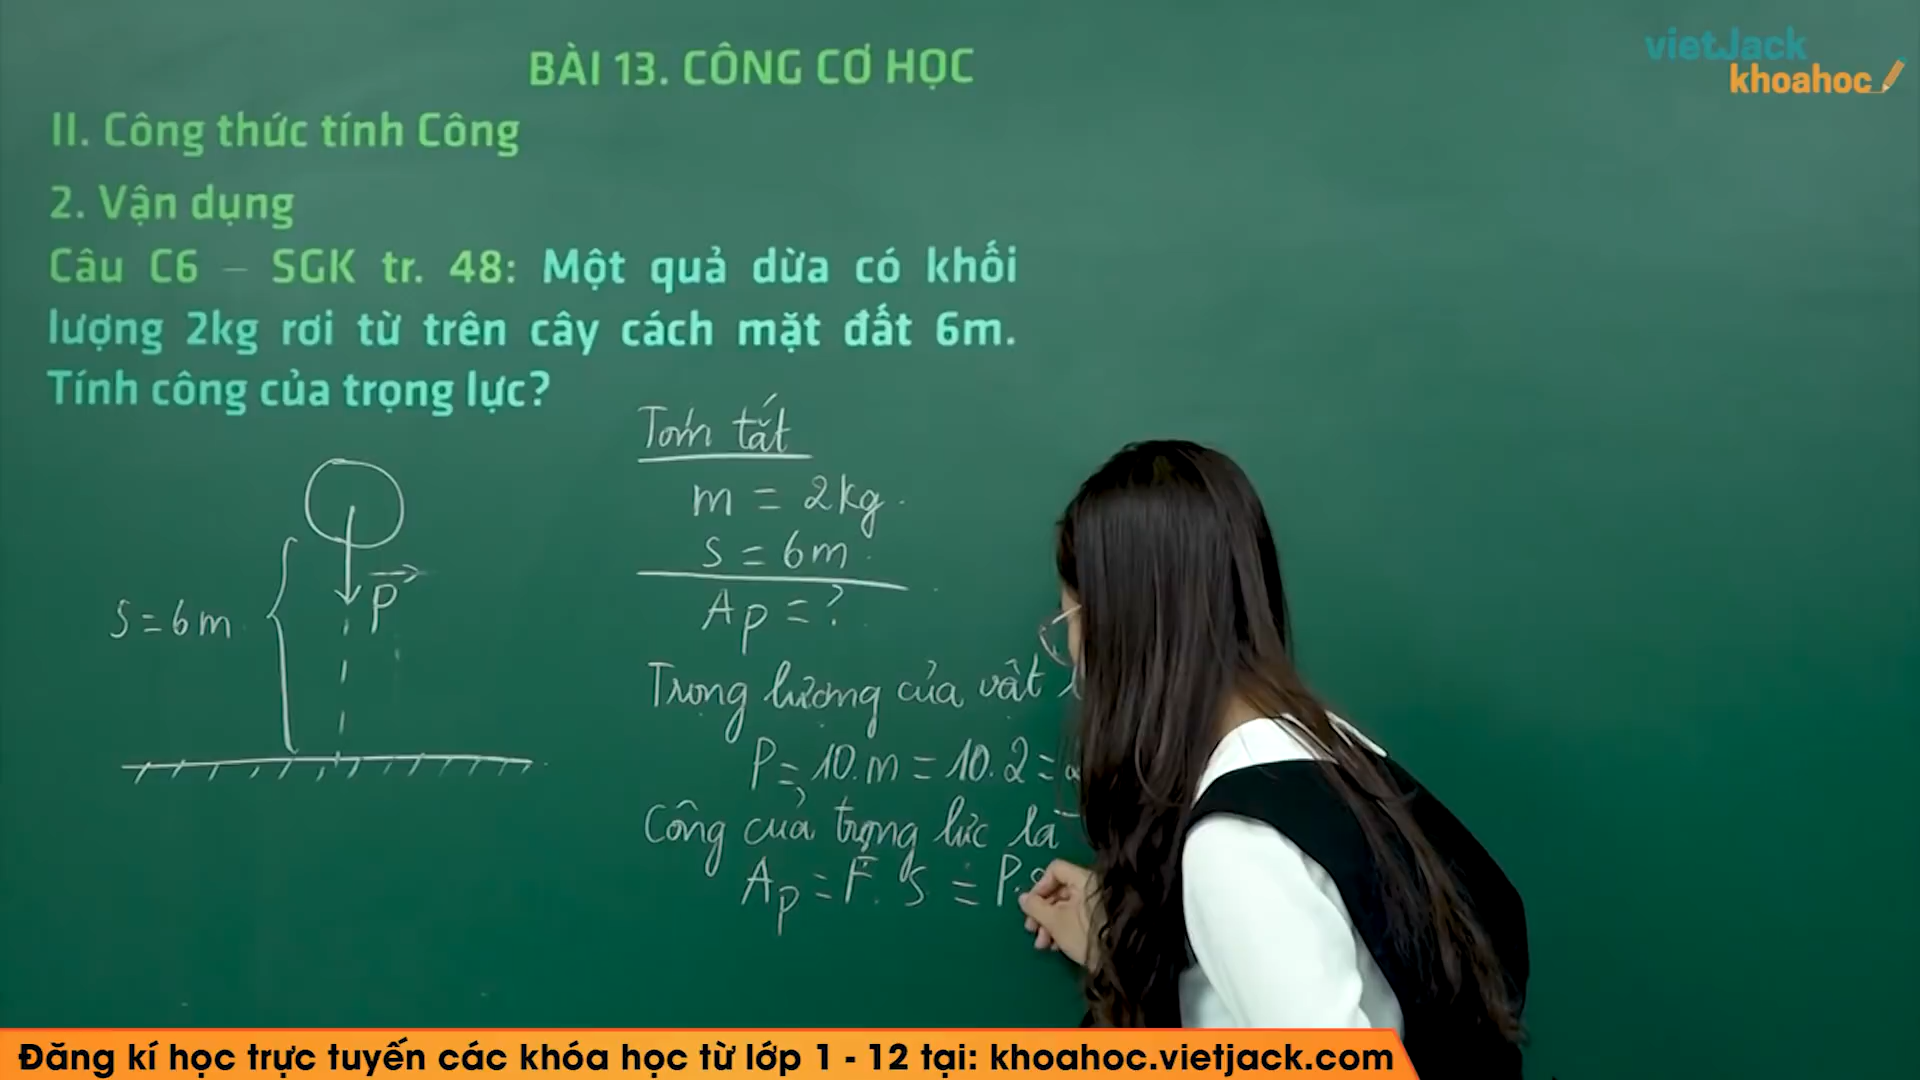 BÀI 13. CÔNG CƠ HỌC
vietJack
khoahoc
II. Công thức tính Công
2. Vận dụng
Câu C6 – SGK tr. 48: Một quả dừa có khối
lượng 2kg rơi từ trên cây cách mặt đất 6m.
Tính công của trọng lực?
Tóm tắt
m = 2kg.
s = 6m.
A_P = ?
P
s = 6m
Trọng lượng của vật
P = 10.m = 10.2 =
Công của trọng lực là
A_P = F.s = P.s
Đăng kí học trực tuyến các khóa học từ lớp 1 - 12 tại: khoahoc.vietjack.com